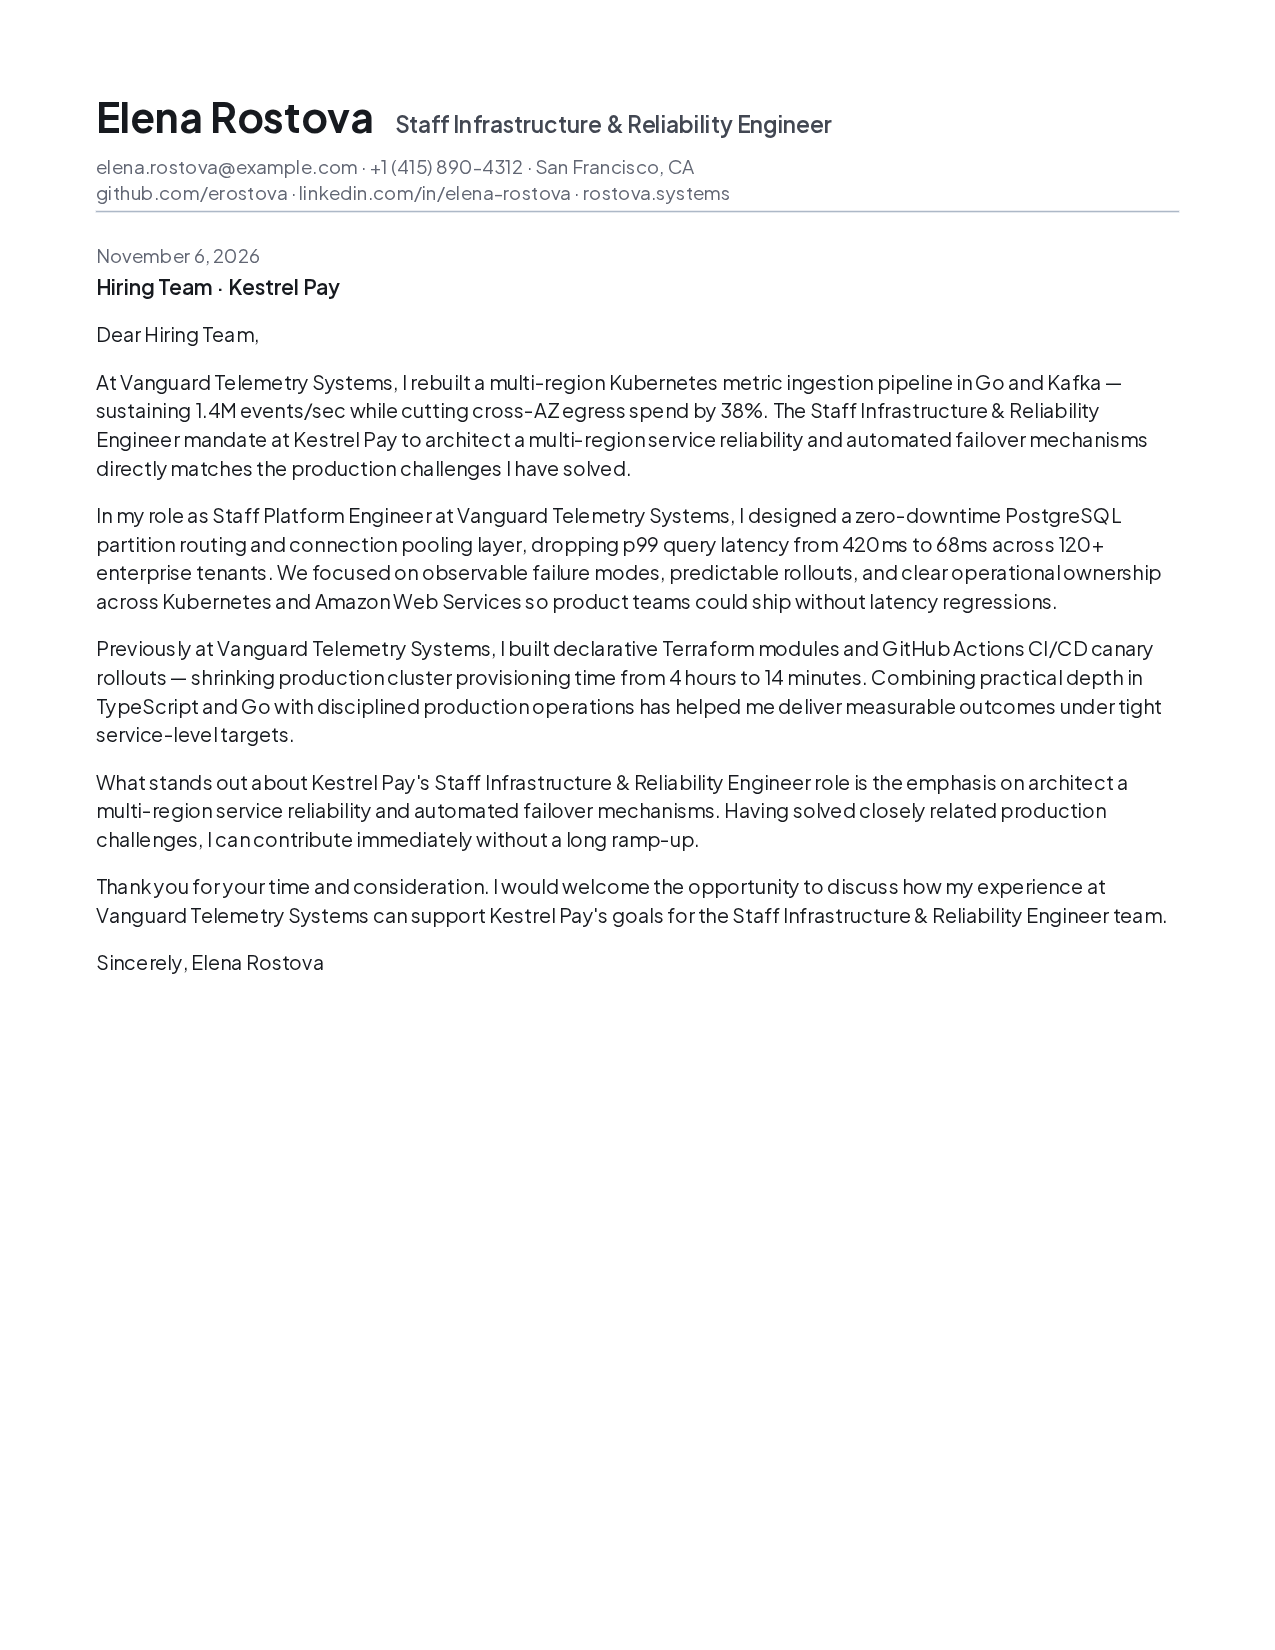 Elena Rostova Staff Infrastructure & Reliability Engineer
elena.rostova@example.com · +1 (415) 890-4312 · San Francisco, CA
github.com/erostova · linkedin.com/in/elena-rostova · rostova.systems
November 6, 2026
Hiring Team · Kestrel Pay
Dear Hiring Team,
At Vanguard Telemetry Systems, I rebuilt a multi-region Kubernetes metric ingestion pipeline in Go and Kafka —
sustaining 1.4M events/sec while cutting cross-AZ egress spend by 38%. The Staff Infrastructure & Reliability
Engineer mandate at Kestrel Pay to architect a multi-region service reliability and automated failover mechanisms
directly matches the production challenges I have solved.
In my role as Staff Platform Engineer at Vanguard Telemetry Systems, I designed a zero-downtime PostgreSQL
partition routing and connection pooling layer, dropping p99 query latency from 420ms to 68ms across 120+
enterprise tenants. We focused on observable failure modes, predictable rollouts, and clear operational ownership
across Kubernetes and Amazon Web Services so product teams could ship without latency regressions.
Previously at Vanguard Telemetry Systems, I built declarative Terraform modules and GitHub Actions CI/CD canary
rollouts — shrinking production cluster provisioning time from 4 hours to 14 minutes. Combining practical depth in
TypeScript and Go with disciplined production operations has helped me deliver measurable outcomes under tight
service-level targets.
What stands out about Kestrel Pay's Staff Infrastructure & Reliability Engineer role is the emphasis on architect a
multi-region service reliability and automated failover mechanisms. Having solved closely related production
challenges, I can contribute immediately without a long ramp-up.
Thank you for your time and consideration. I would welcome the opportunity to discuss how my experience at
Vanguard Telemetry Systems can support Kestrel Pay's goals for the Staff Infrastructure & Reliability Engineer team.
Sincerely, Elena Rostova